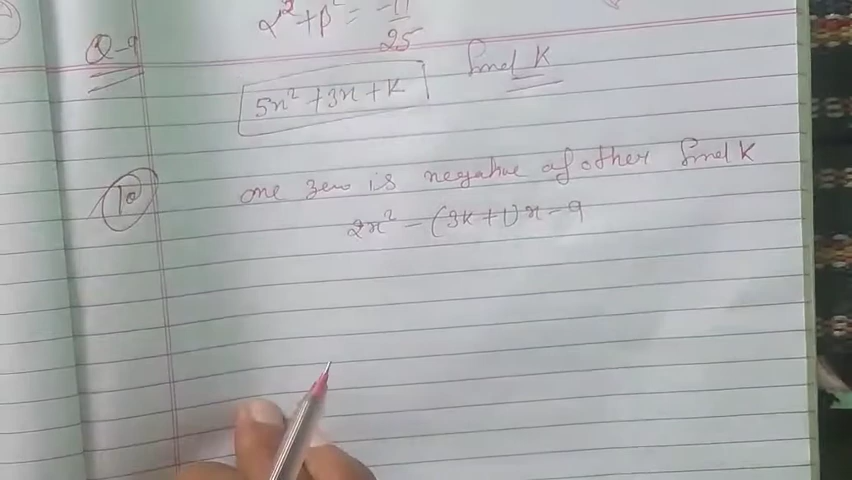 α² + β² = -11/25
Q-9
5x² + 3x + K find K
10 one zero is negative of other find K
2x² - (3K + 1)x - 9